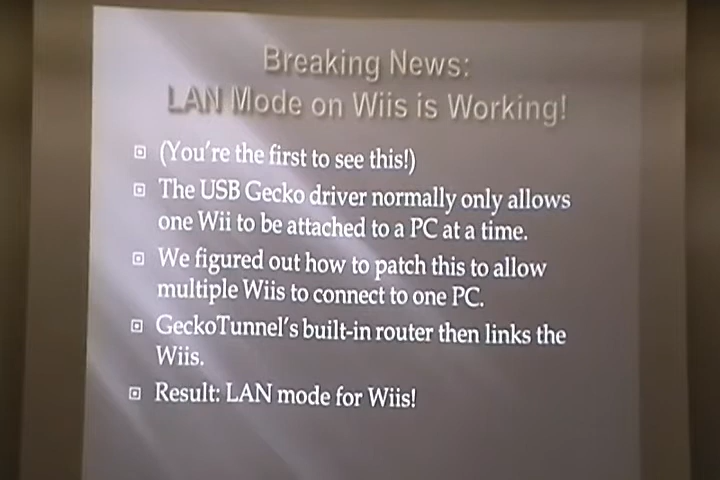 Breaking News:
LAN Mode on Wiis is Working!
(You're the first to see this!)
The USB Gecko driver normally only allows
one Wii to be attached to a PC at a time.
We figured out how to patch this to allow
multiple Wiis to connect to one PC.
GeckoTunnel's built-in router then links the
Wiis.
Result: LAN mode for Wiis!